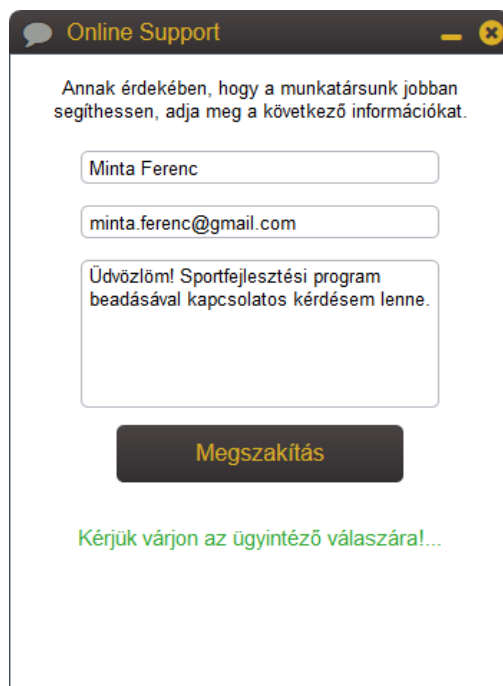 Online Support
Annak érdekében, hogy a munkatársunk jobban
segíthessen, adja meg a következő információkat.
Minta Ferenc
minta.ferenc@gmail.com
Üdvözlöm! Sportfejlesztési program
beadásával kapcsolatos kérdésem lenne.
Megszakítás
Kérjük várjon az ügyintéző válaszára!...